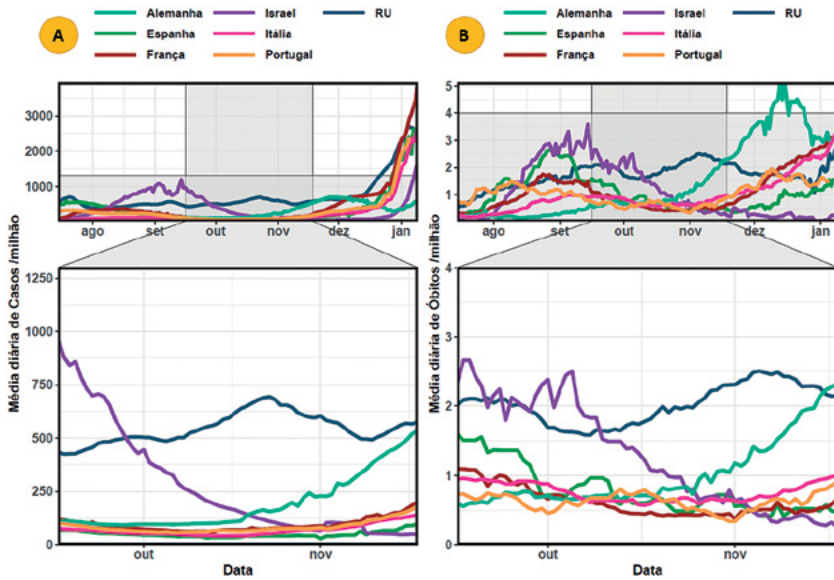 A
Alemanha Israel RU
Espanha Itália
França Portugal
B
Alemanha Israel RU
Espanha Itália
França Portugal
Média diária de Casos /milhão
3000
2000
1000
ago set out nov dez jan
1250
1000
750
500
250
0
out nov
Data
Média diária de Óbitos /milhão
5
4
3
2
1
ago set out nov dez jan
4
3
2
1
0
out nov
Data